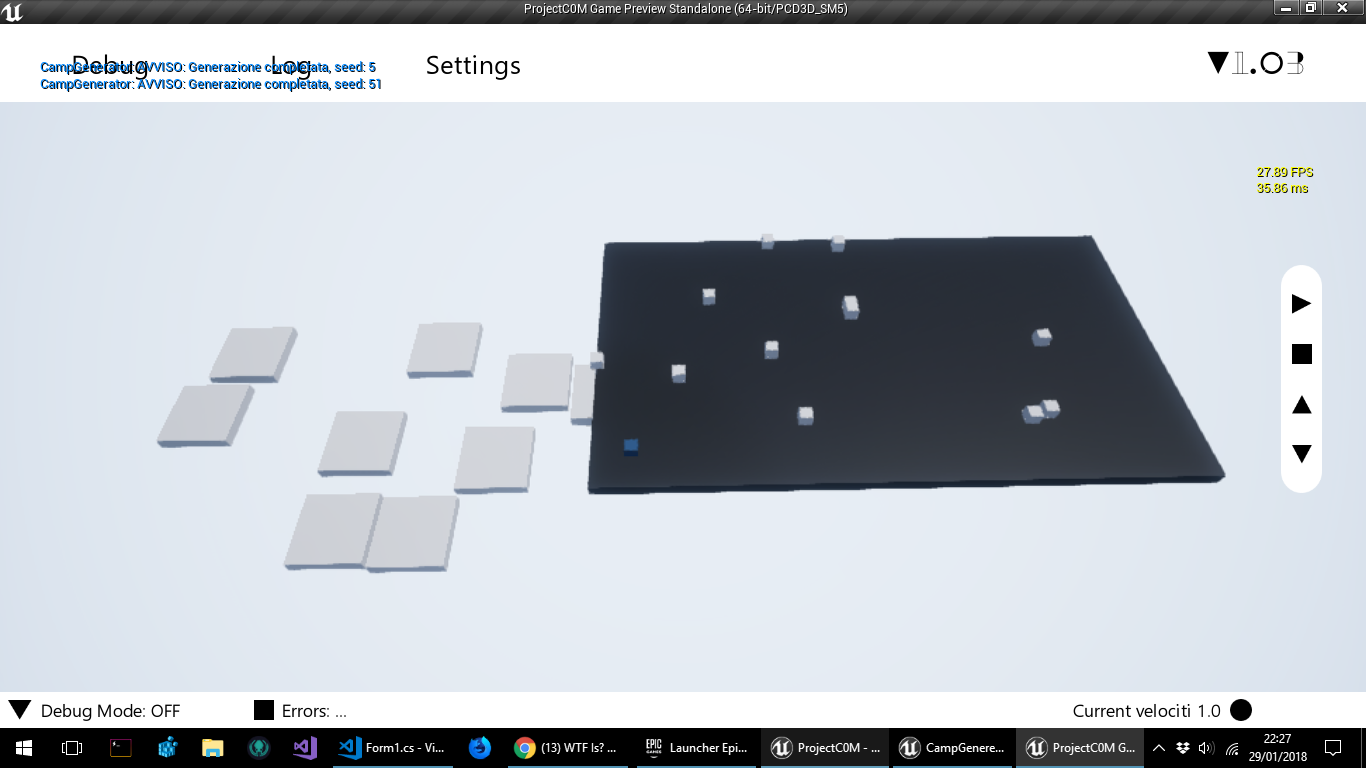 ProjectC0M Game Preview Standalone (64-bit/PCD3D_SM5)
Debug Log Settings
▼1.03
CampGenerator: AVVISO: Generazione completata, seed: 5
CampGenerator: AVVISO: Generazione completata, seed: 51
27.89 FPS
35.86 ms
Debug Mode: OFF
Errors: ...
Current velociti 1.0
Form1.cs - Vi...
(13) WTF Is? ...
EPIC GAMES
Launcher Epi...
ProjectC0M - ...
CampGenere...
ProjectC0M G...
22:27
29/01/2018